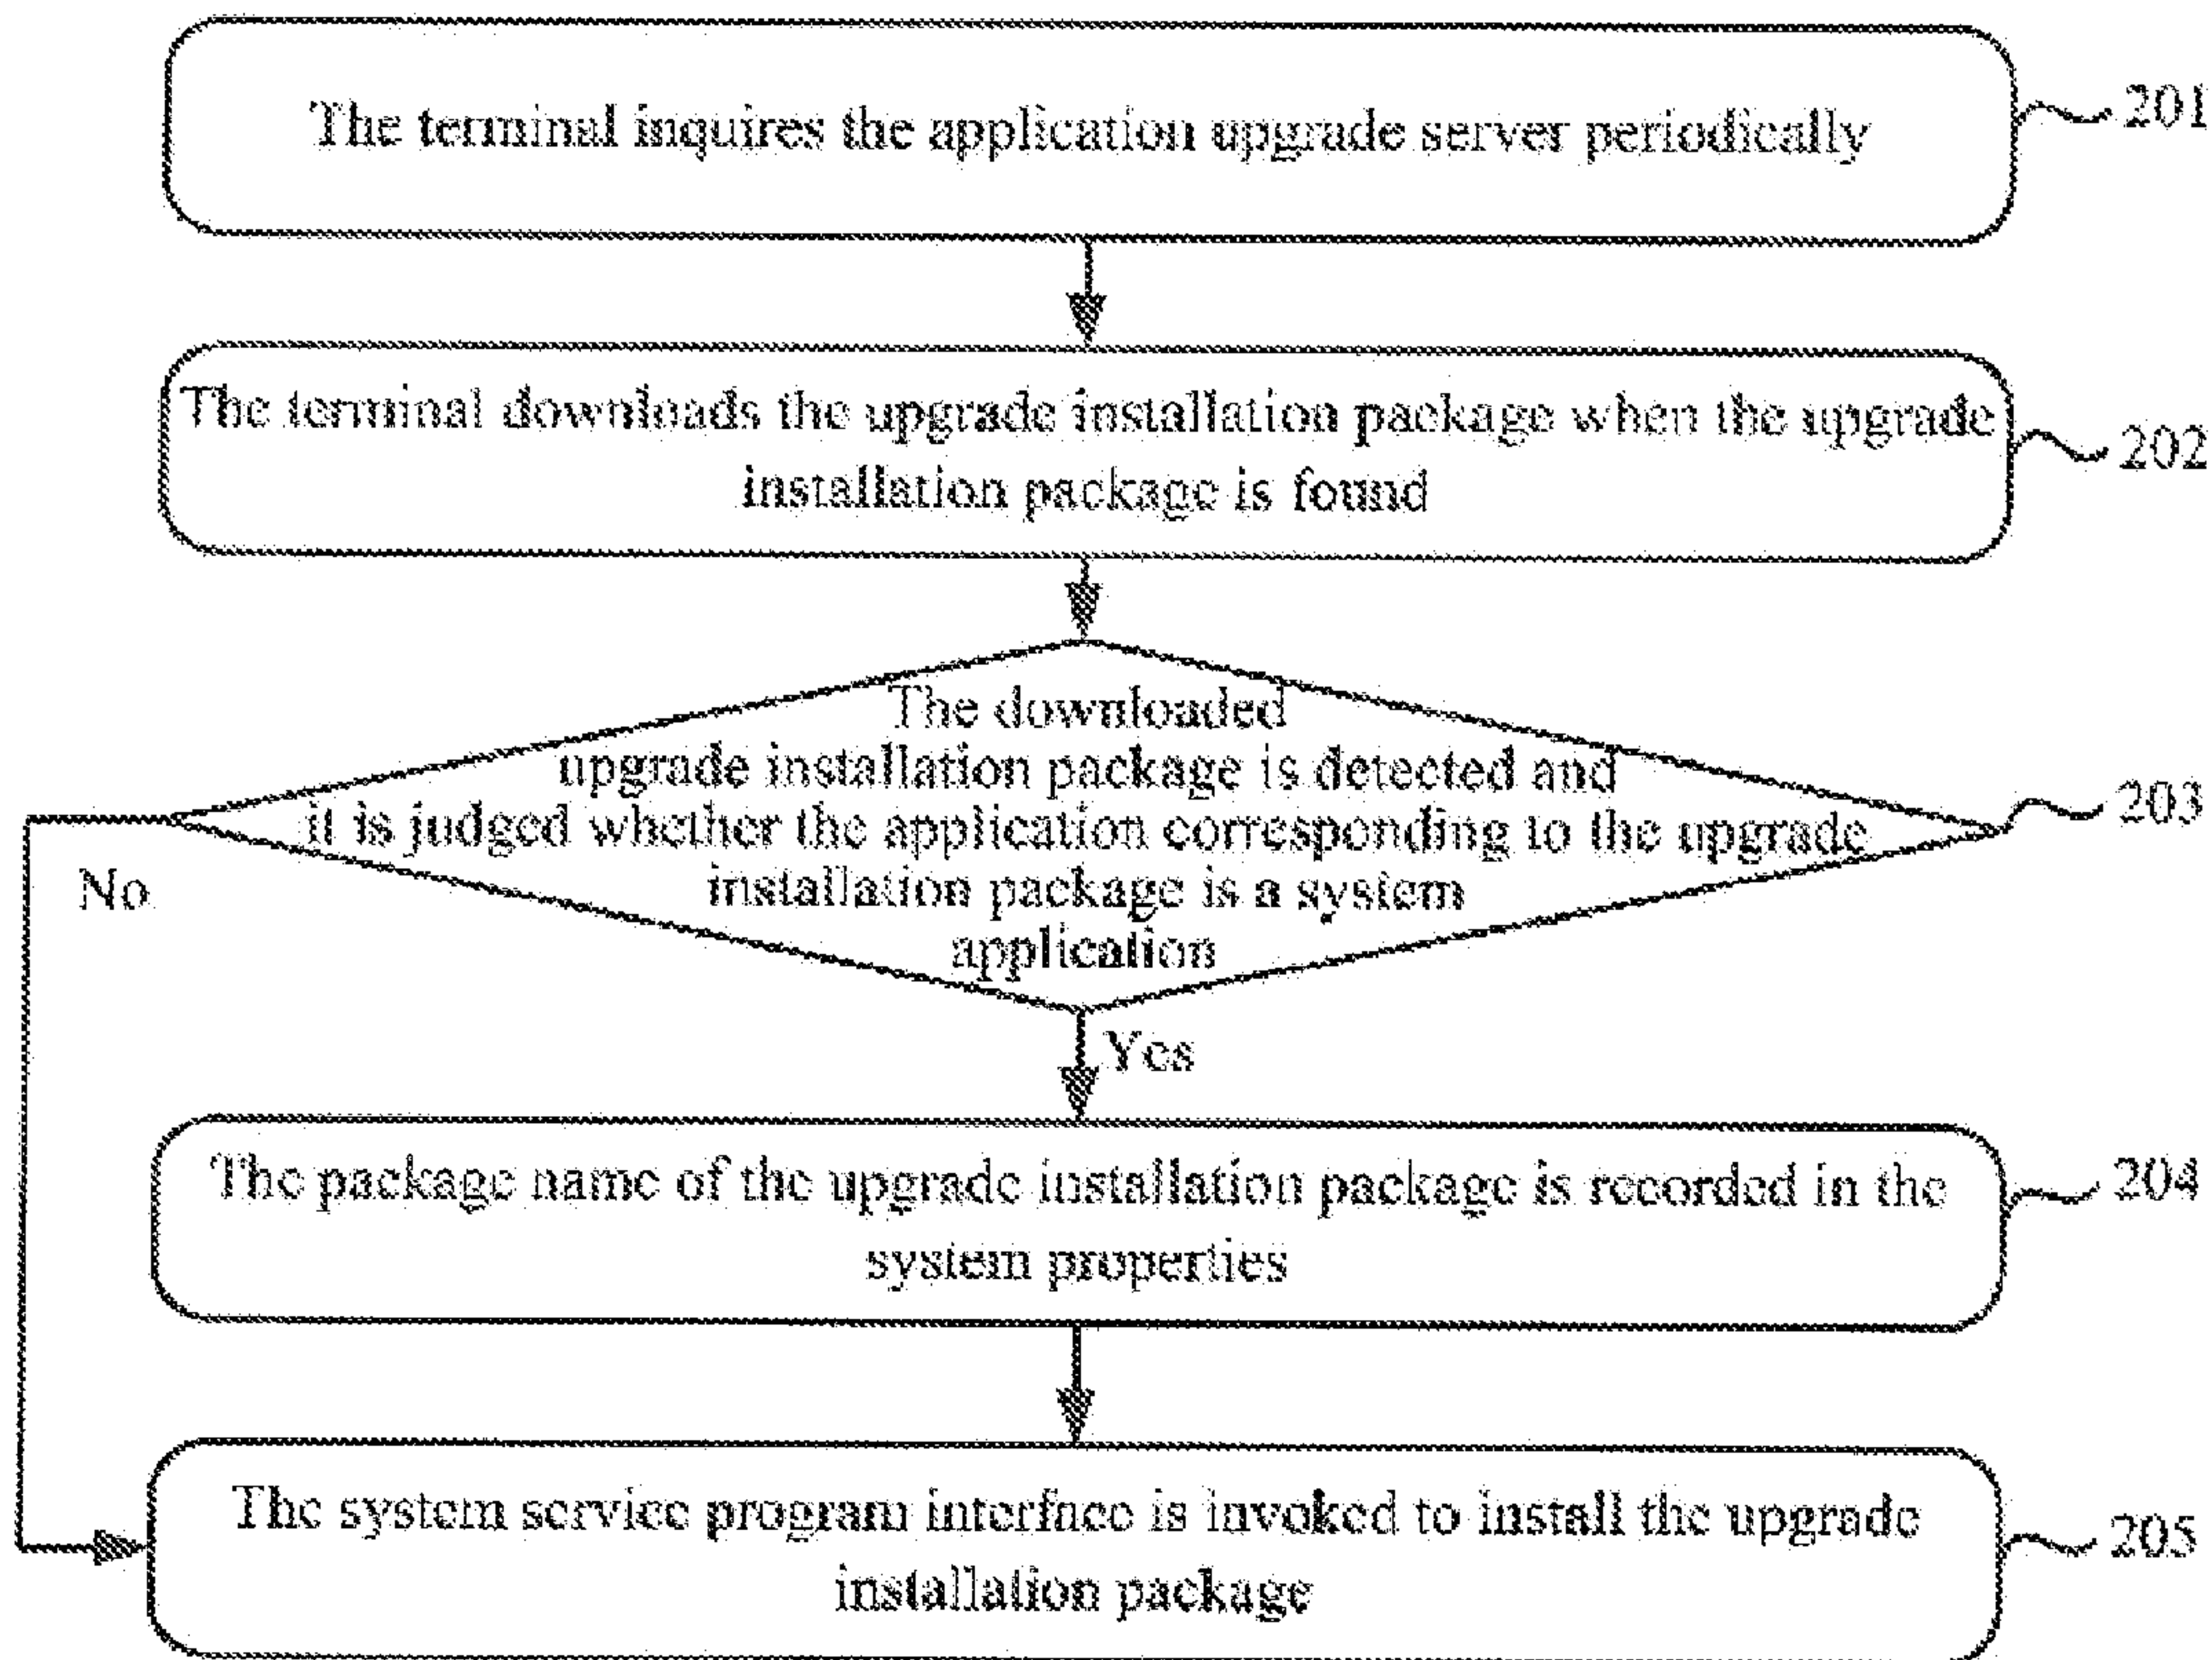 The terminal inquires the application upgrade server periodically
201
The terminal downloads the upgrade installation package when the upgrade
installation package is found
202
The downloaded
upgrade installation package is detected and
it is judged whether the application corresponding to the upgrade
installation package is a system
application
203
No
Yes
The package name of the upgrade installation package is recorded in the
system properties
204
The system service program interface is invoked to install the upgrade
installation package
205